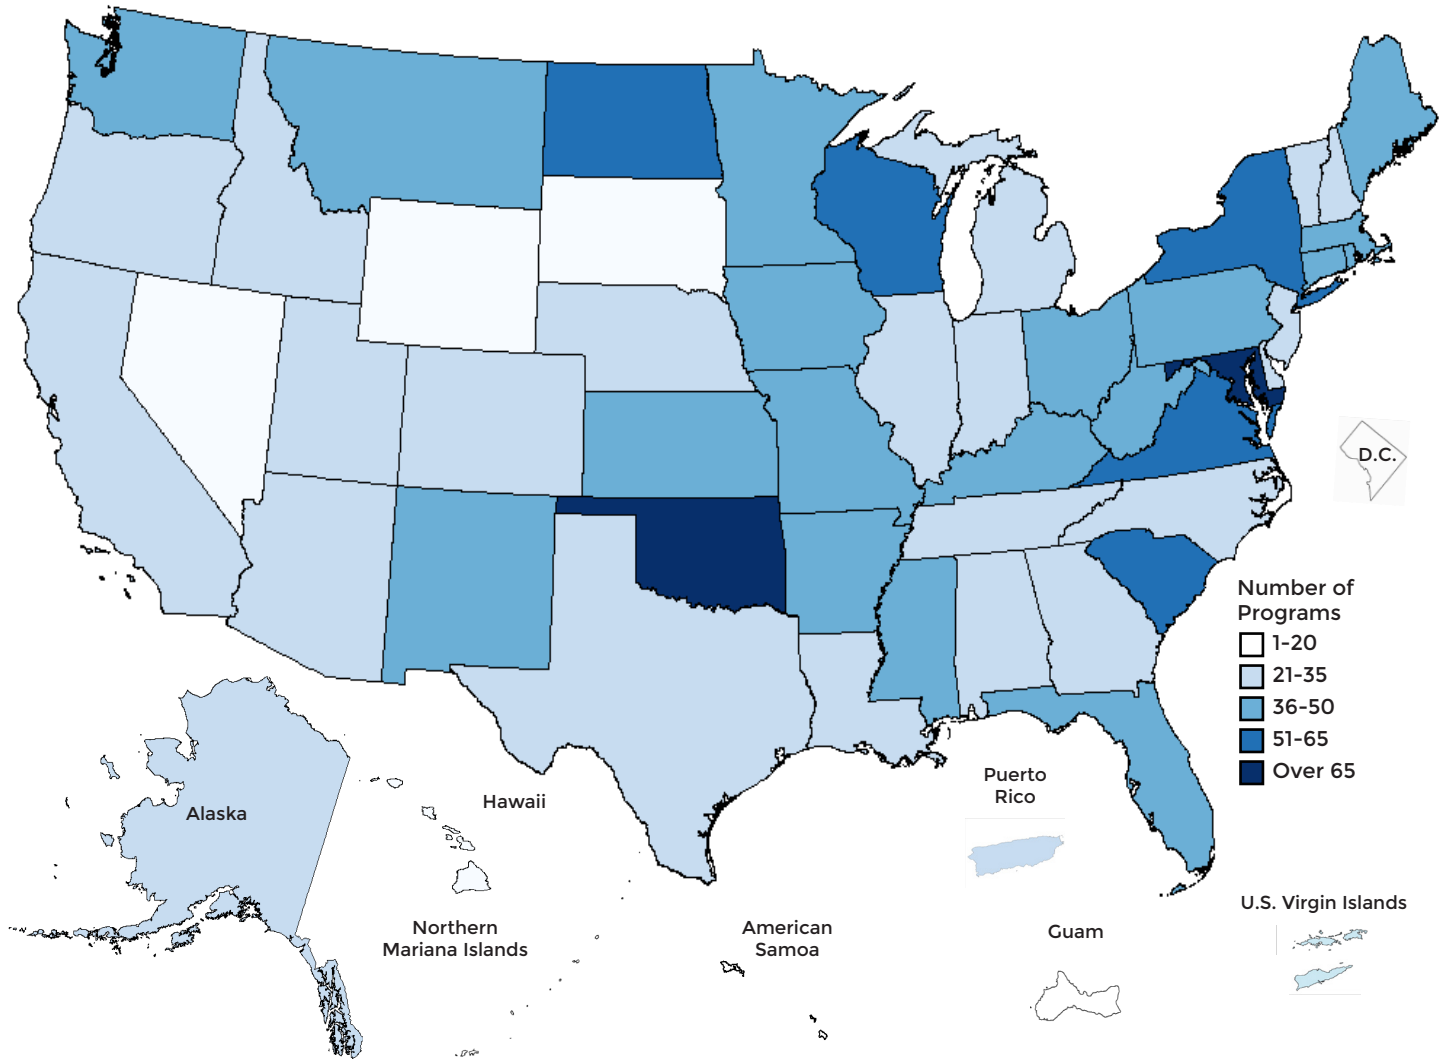 D.C.
Number of
Programs
1-20
21-35
36-50
51-65
Over 65
Puerto
Rico
Hawaii
Alaska
U.S. Virgin Islands
Northern
Mariana Islands
American
Samoa
Guam